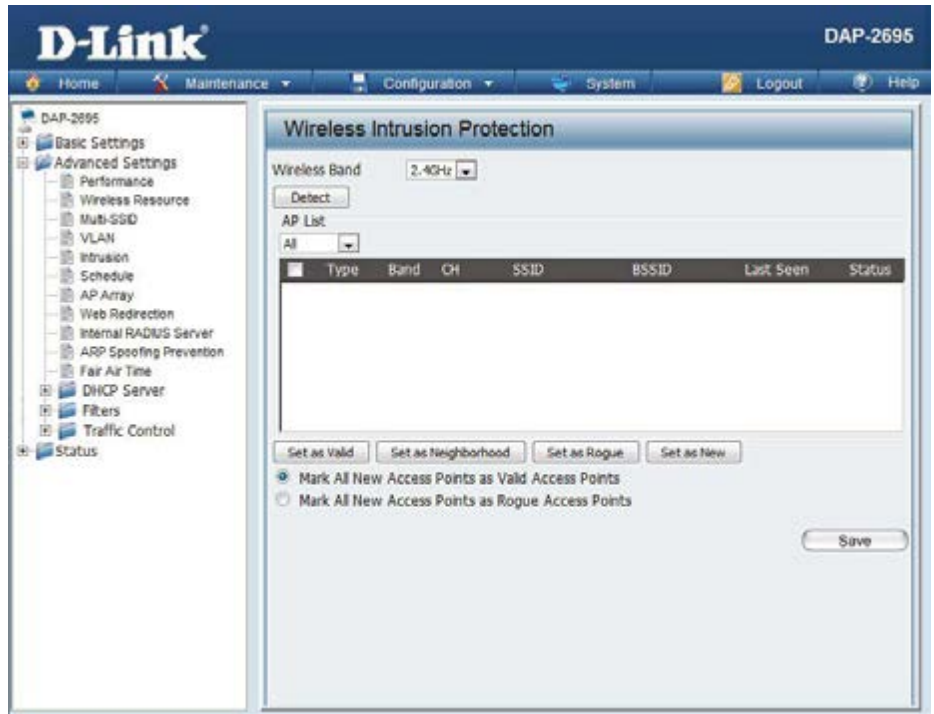 D-Link
DAP-2695
Home Maintenance Configuration System Logout Help
DAP-2695
Basic Settings
Advanced Settings
Performance
Wireless Resource
Multi-SSID
VLAN
Intrusion
Schedule
AP Array
Web Redirection
Internal RADIUS Server
ARP Spoofing Prevention
Fair Air Time
DHCP Server
Filters
Traffic Control
Status
Wireless Intrusion Protection
Wireless Band 2.4GHz
Detect
AP List
All
Type Band CH SSID BSSID Last Seen Status
Set as Valid Set as Neighborhood Set as Rogue Set as New
Mark All New Access Points as Valid Access Points
Mark All New Access Points as Rogue Access Points
Save